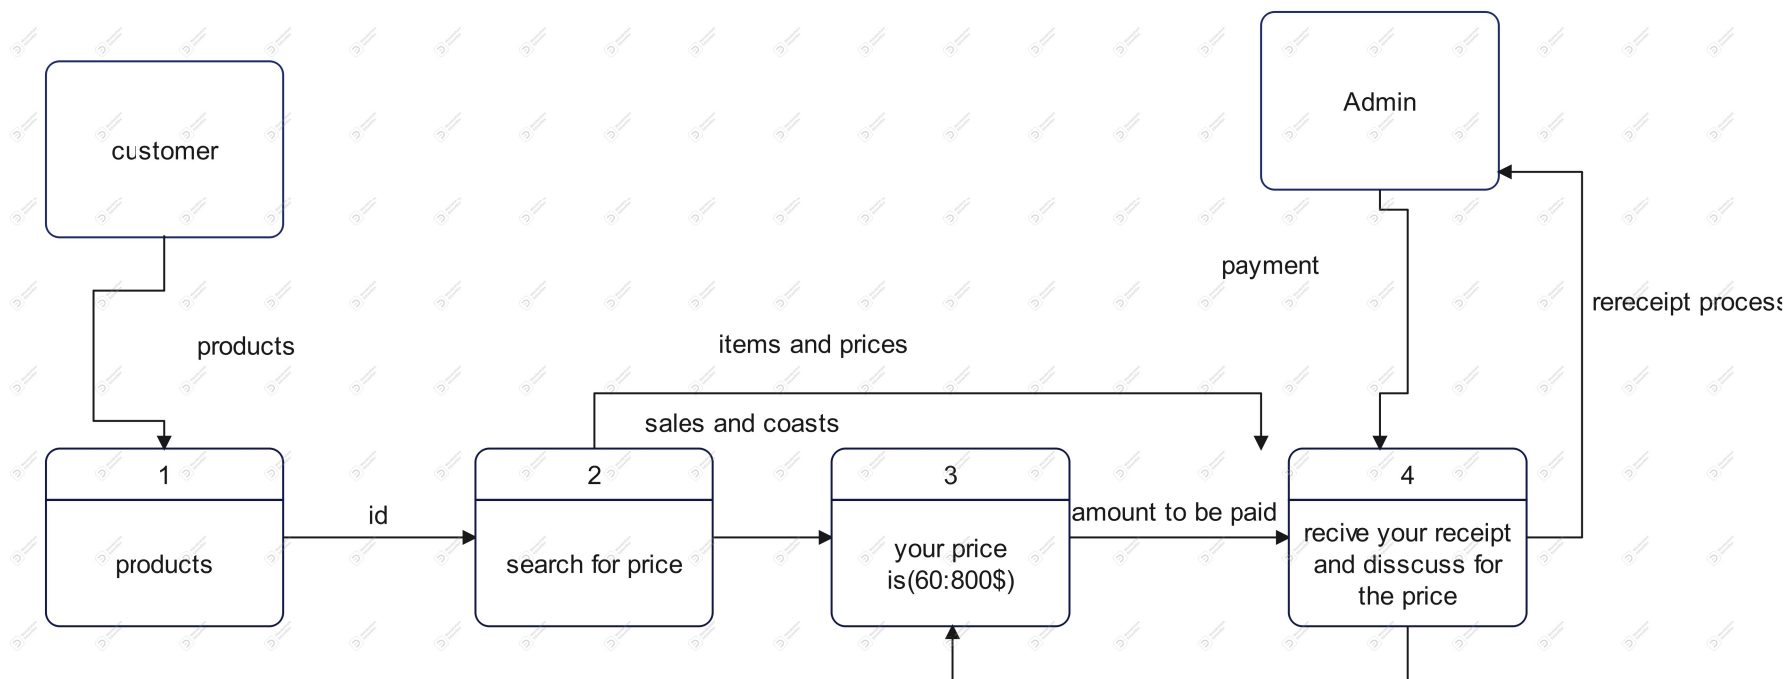 Admin
customer
payment
rereceipt process
products
items and prices
sales and coasts
1
2
3
4
id
amount to be paid
products
search for price
your price
is(60:800$)
recive your receipt
and disscuss for
the price